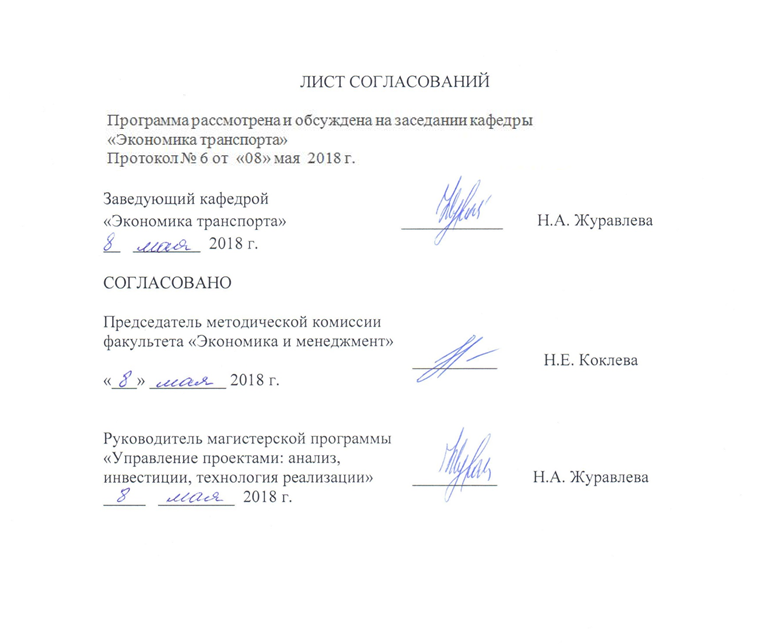 ЛИСТ СОГЛАСОВАНИЙ
Программа рассмотрена и обсуждена на заседании кафедры
«Экономика транспорта»
Протокол № 6 от «08» мая 2018 г.
Заведующий кафедрой
«Экономика транспорта» Н.А. Журавлева
8 мая 2018 г.
СОГЛАСОВАНО
Председатель методической комиссии
факультета «Экономика и менеджмент»
Н.Е. Коклева
«8» мая 2018 г.
Руководитель магистерской программы
«Управление проектами: анализ,
инвестиции, технология реализации» Н.А. Журавлева
8 мая 2018 г.